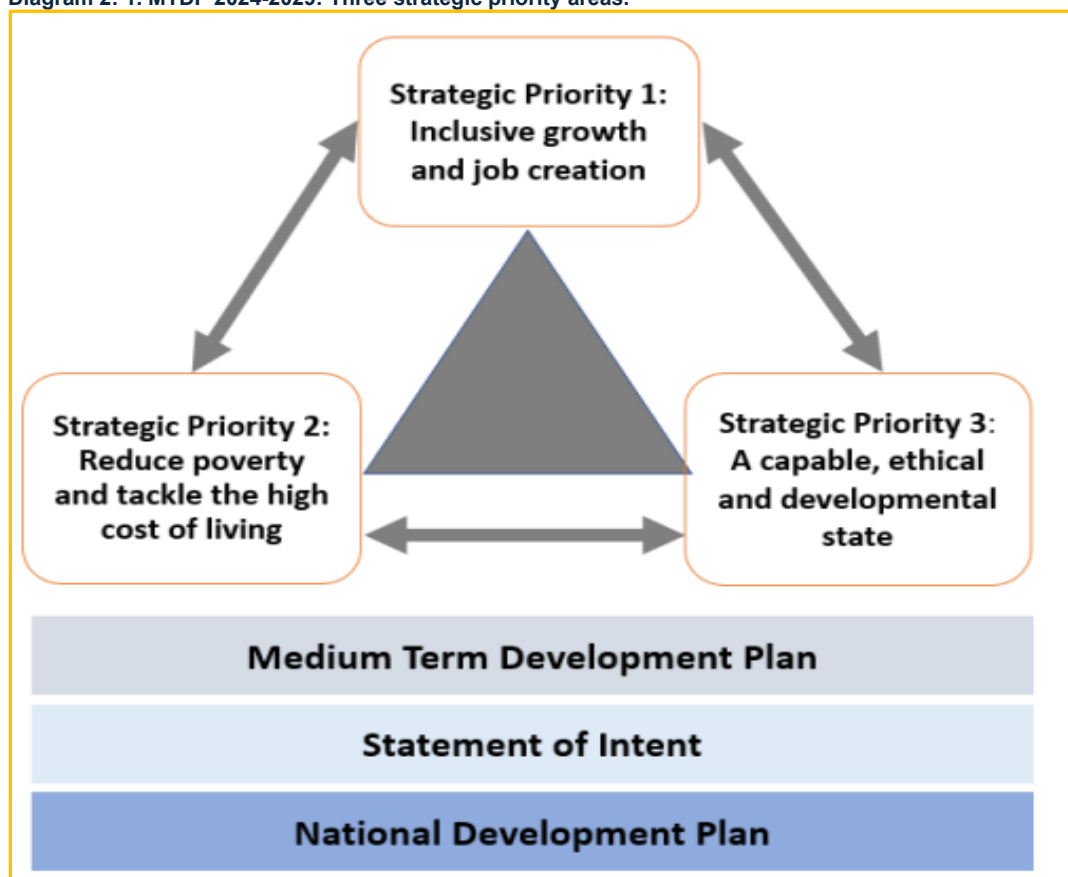 Diagram 2. 1: Three strategic priority areas.
Strategic Priority 1:
Inclusive growth
and job creation
Strategic Priority 2:
Reduce poverty
and tackle the high
cost of living
Strategic Priority 3:
A capable, ethical
and developmental
state
Medium Term Development Plan
Statement of Intent
National Development Plan